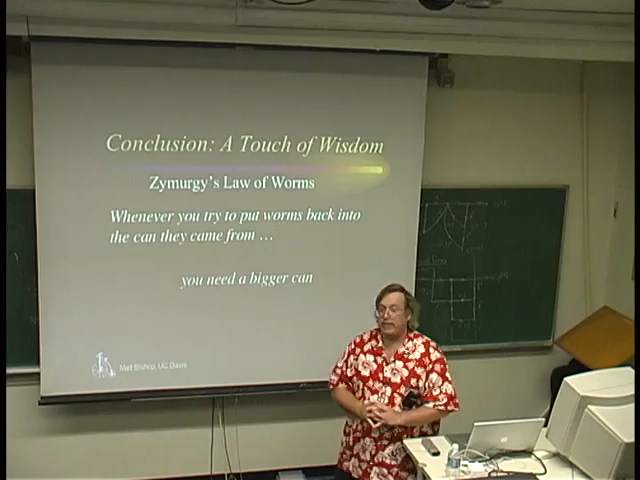 Conclusion: A Touch of Wisdom
Zymurgy's Law of Worms
Whenever you try to put worms back into
the can they came from …
you need a bigger can
Matt Bishop, UC Davis